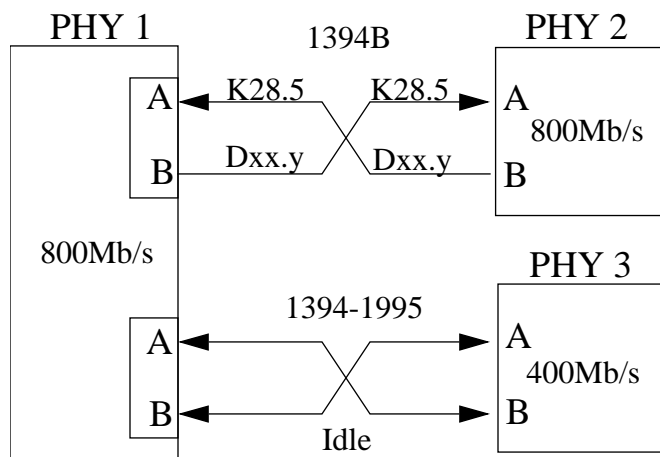 PHY 1
1394B
PHY 2
A
K28.5
K28.5
A
800Mb/s
B
Dxx.y
Dxx.y
B
800Mb/s
PHY 3
1394-1995
A
A
400Mb/s
B
B
Idle